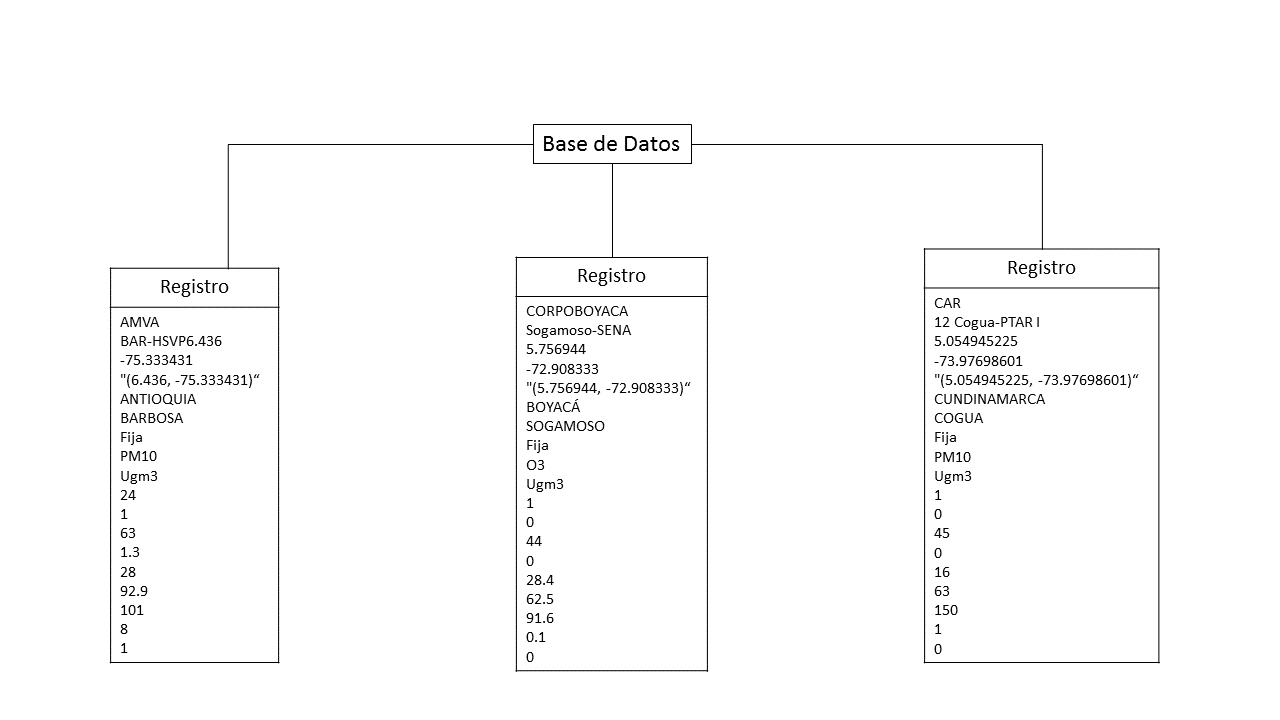 Base de Datos
Registro
AMVA
BAR-HSVP6.436
-75.333431
"(6.436, -75.333431)“
ANTIOQUIA
BARBOSA
Fija
PM10
Ugm3
24
1
63
1.3
28
92.9
101
8
1
Registro
CORPOBOYACA
Sogamoso-SENA
5.756944
-72.908333
"(5.756944, -72.908333)“
BOYACÁ
SOGAMOSO
Fija
O3
Ugm3
1
0
44
0
28.4
62.5
91.6
0.1
0
Registro
CAR
12 Cogua-PTAR I
5.054945225
-73.97698601
"(5.054945225, -73.97698601)“
CUNDINAMARCA
COGUA
Fija
PM10
Ugm3
1
0
45
0
16
63
150
1
0